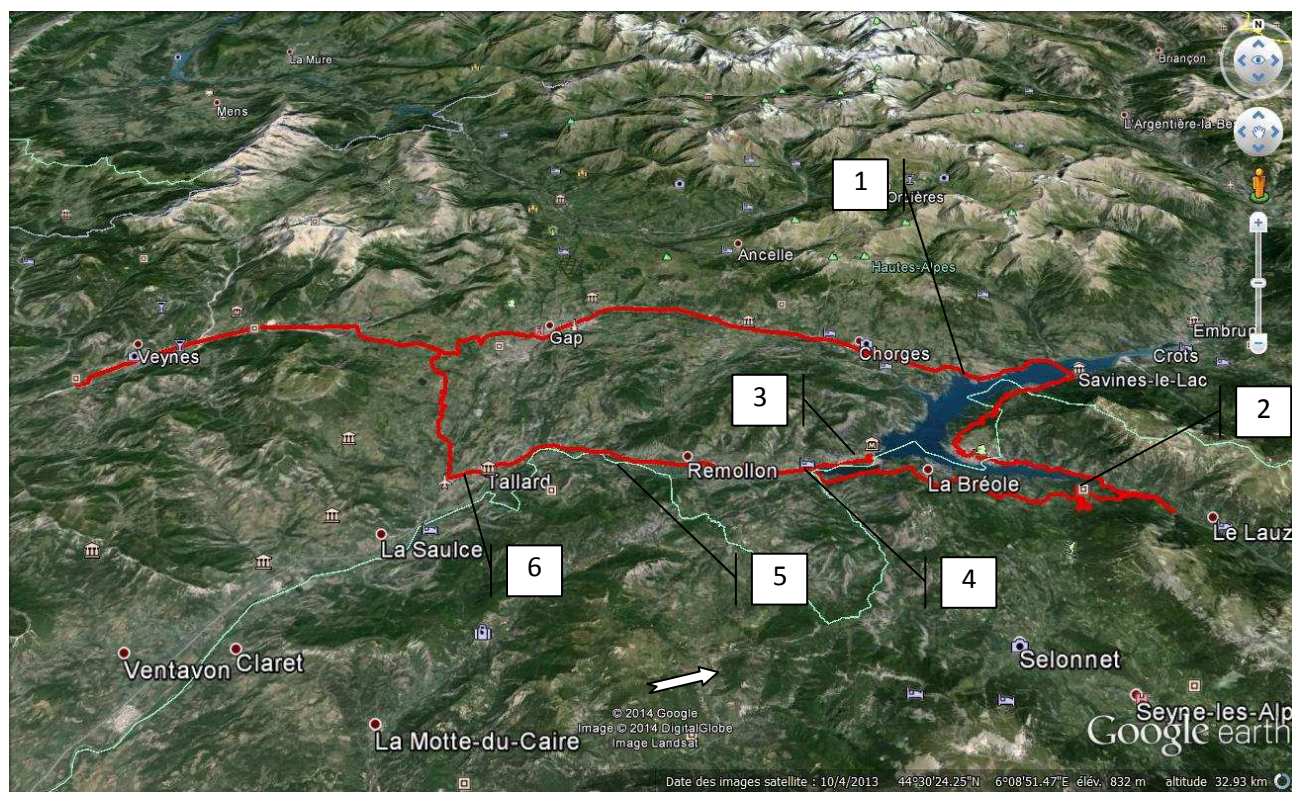 La Mure
Briançon
Mens
L'Argentière-la-Be
N
1
Orcières
Ancelle
Hautes-Alpes
Embrun
Gap
Veynes
Chorges
Crots
Savines-le-Lac
3
2
Remollon
Tallard
La Bréole
Le Lauz
La Saulce
6
5
4
Ventavon
Claret
Selonnet
Seyne-les-Alp
La Motte-du-Caire
© 2014 Google
Image © 2014 DigitalGlobe
Image Landsat
Google earth
Date des images satellite : 10/4/2013 44°30'24.25"N 6°08'51.47"E élév. 832 m altitude 32.93 km